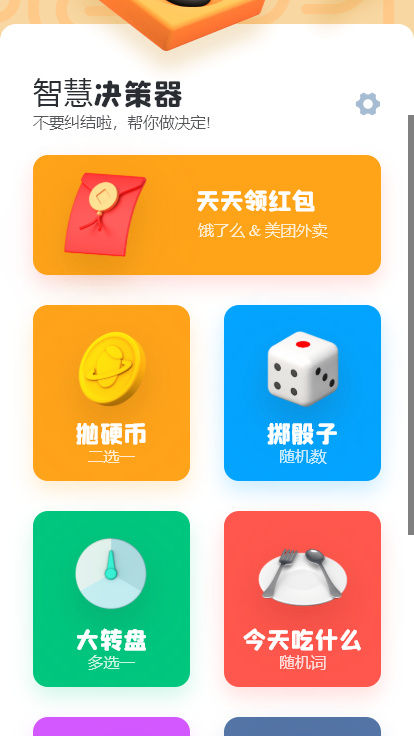 智慧决策器
不要纠结啦，帮你做决定!
天天领红包
饿了么 & 美团外卖
抛硬币
二选一
掷骰子
随机数
大转盘
多选一
今天吃什么
随机词